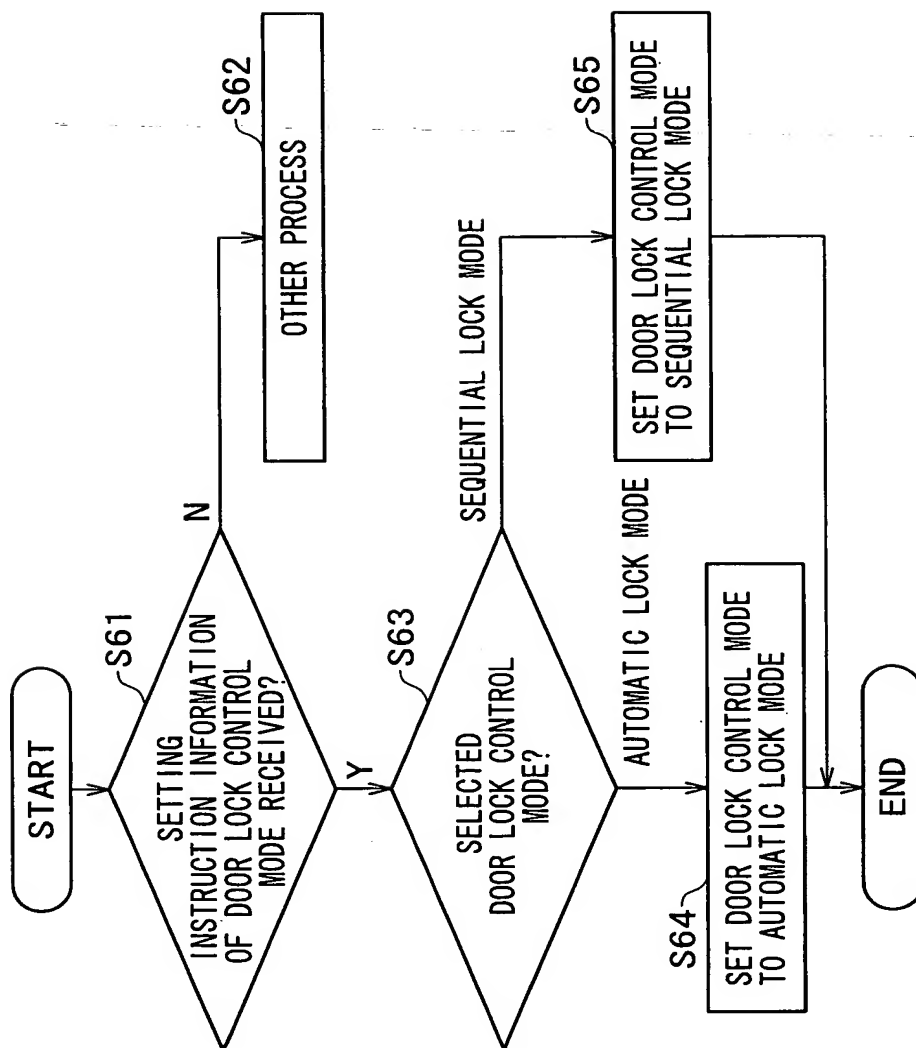 START
S61
SETTING
INSTRUCTION INFORMATION
OF DOOR LOCK CONTROL
MODE RECEIVED?
N
S62
OTHER PROCESS
Y
S63
SELECTED
DOOR LOCK CONTROL
MODE?
SEQUENTIAL LOCK MODE
S65
SET DOOR LOCK CONTROL MODE
TO SEQUENTIAL LOCK MODE
AUTOMATIC LOCK MODE
S64
SET DOOR LOCK CONTROL MODE
TO AUTOMATIC LOCK MODE
END